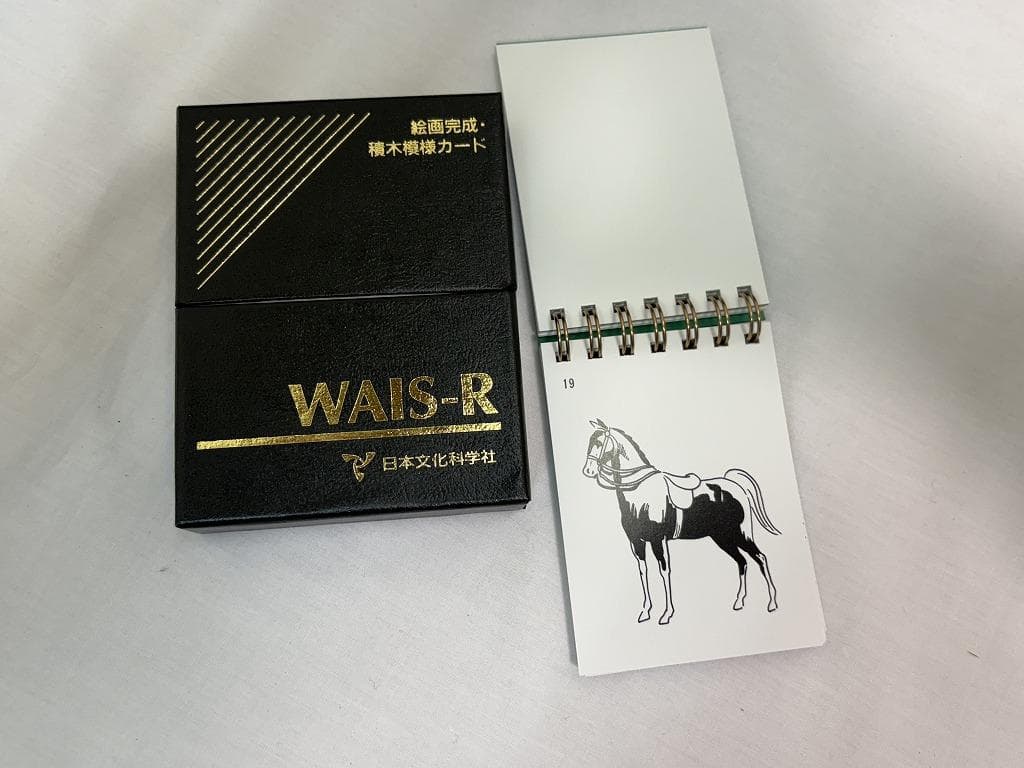 絵画完成・
積木模様カード
WAIS-R
日本文化科学社
19